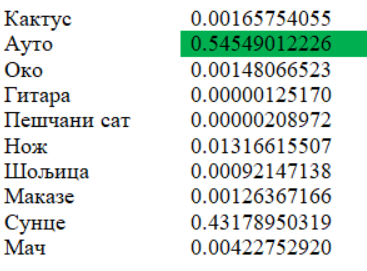 Кактус 0.00165754055
Ауто 0.54549012226
Око 0.00148066523
Гитара 0.00000125170
Пешчани сат 0.00000208972
Нож 0.01316615507
Шољица 0.00092147138
Маказе 0.00126367166
Сунце 0.43178950319
Мач 0.00422752920